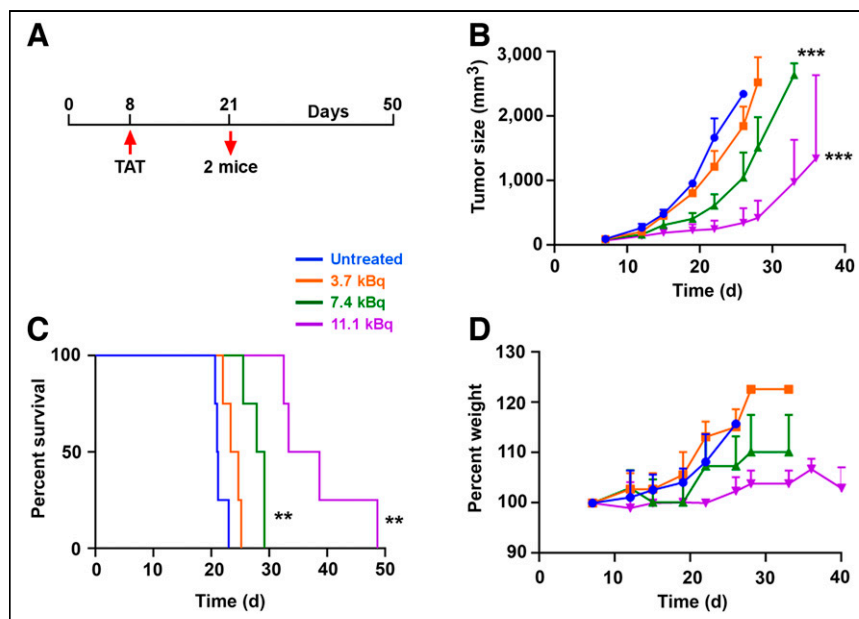 A
0 8 21 Days 50
TAT 2 mice
B
Tumor size (mm³)
3,000
2,000
1,000
0
0 10 20 30 40
Time (d)
***
***
Untreated
3.7 kBq
7.4 kBq
11.1 kBq
C
Percent survival
100
50
0
0 10 20 30 40 50
Time (d)
**
**
D
Percent weight
130
120
110
100
90
0 10 20 30 40
Time (d)